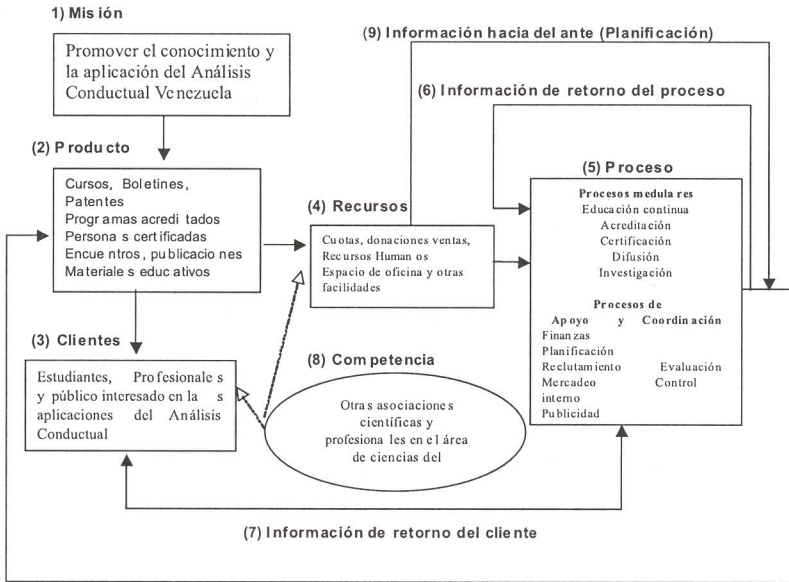 1) Misión
Promover el conocimiento y
la aplicación del Análisis
Conductual Venezuela
(2) Producto
Cursos, Boletines,
Patentes
Programas acreditados
Personas certificadas
Encuentros, publicaciones
Materiales educativos
(3) Clientes
Estudiantes, Profesionales
y público interesado en la s
aplicaciones del Análisis
Conductual
(4) Recursos
Cuotas, donaciones ventas,
Recursos Humanos
Espacio de oficina y otras
facilidades
(9) Información hacia del ante (Planificación)
(6) Información de retorno del proceso
(5) Proceso
Procesos medulares
Educación continua
Acreditación
Certificación
Difusión
Investigación
Procesos de
Apoyo y Coordinación
Finanzas
Planificación
Reclutamiento Evaluación
Mercadeo Control
interno
Publicidad
(8) Competencia
Otras asociaciones
científicas y
profesionales en el área
de ciencias del
(7) Información de retorno del cliente